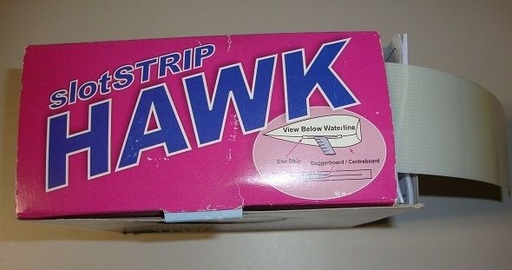 slotSTRIP
HAWK
View Below Waterline
Slot Strip
Daggerboard / Centreboard